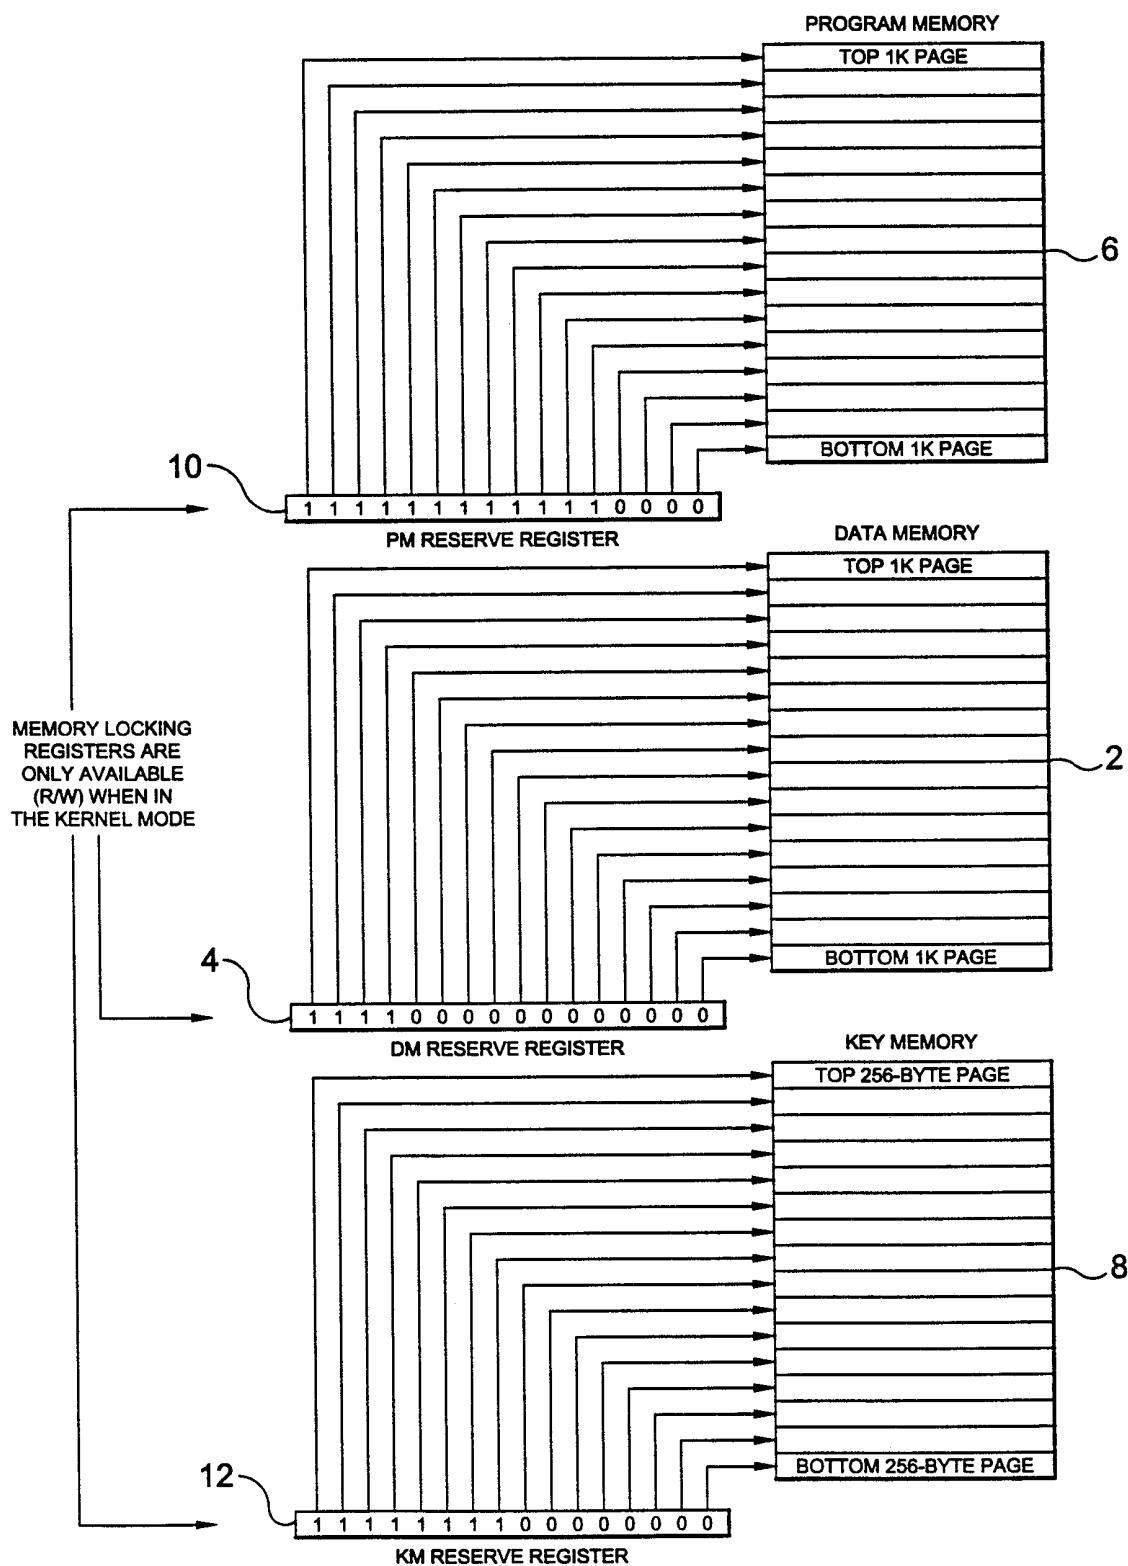 PROGRAM MEMORY
TOP 1K PAGE
6
BOTTOM 1K PAGE
10
1 1 1 1 1 1 1 1 1 1 1 1 0 0 0 0
PM RESERVE REGISTER
DATA MEMORY
TOP 1K PAGE
MEMORY LOCKING
REGISTERS ARE
ONLY AVAILABLE
(R/W) WHEN IN
THE KERNEL MODE
2
BOTTOM 1K PAGE
4
1 1 1 1 0 0 0 0 0 0 0 0 0 0 0 0
DM RESERVE REGISTER
KEY MEMORY
TOP 256-BYTE PAGE
8
BOTTOM 256-BYTE PAGE
12
1 1 1 1 1 1 1 1 0 0 0 0 0 0 0 0
KM RESERVE REGISTER